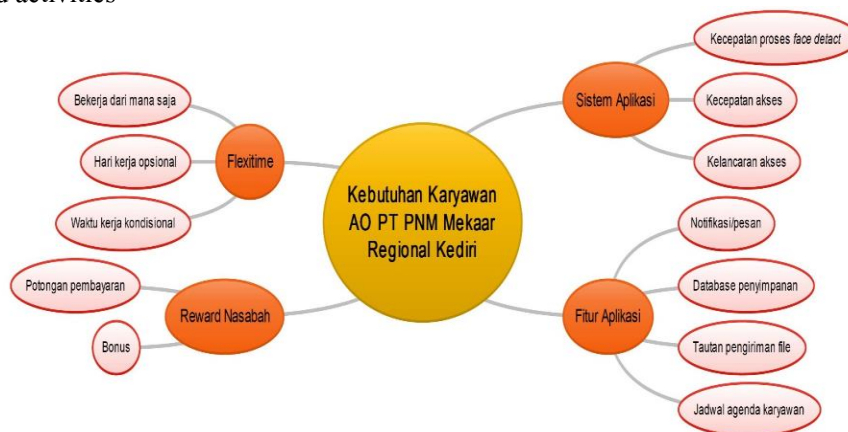 d activities
Kebutuhan Karyawan
AO PT PNM Mekaar
Regional Kediri
Flexitime
Bekerja dari mana saja
Hari kerja opsional
Waktu kerja kondisional
Reward Nasabah
Potongan pembayaran
Bonus
Sistem Aplikasi
Kecepatan proses face detect
Kecepatan akses
Kelancaran akses
Fitur Aplikasi
Notifikasi/pesan
Database penyimpanan
Tautan pengiriman file
Jadwal agenda karyawan